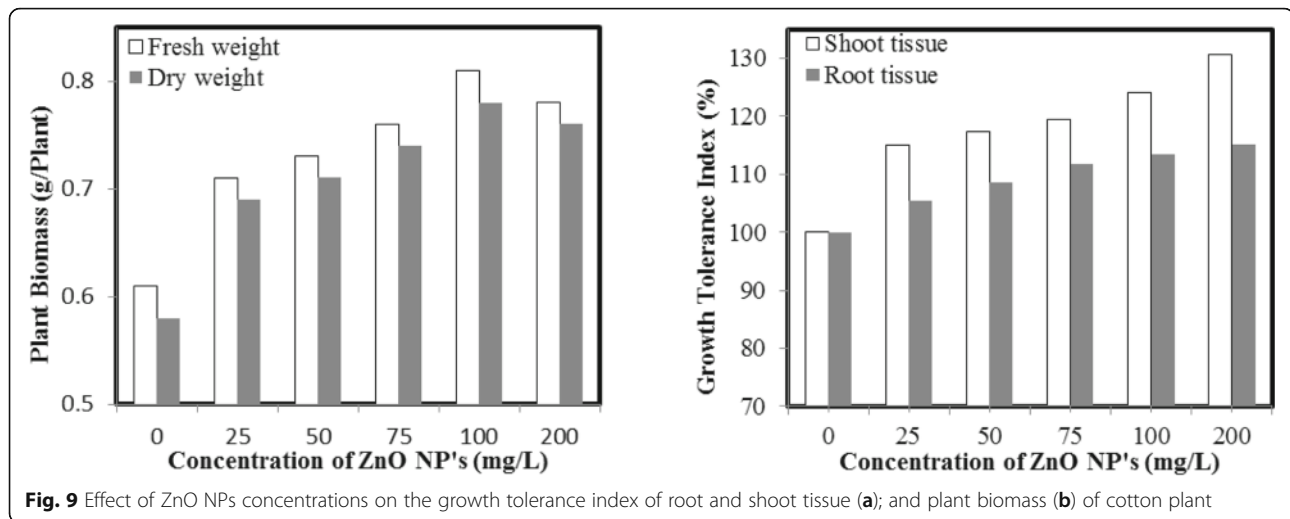 Fresh weight
Dry weight
Plant Biomass (g/Plant)
0.8
0.7
0.6
0.5
0 25 50 75 100 200
Concentration of ZnO NP's (mg/L)
Shoot tissue
Root tissue
Growth Tolerance Index (%)
130
120
110
100
90
80
70
0 25 50 75 100 200
Concentration of ZnO NP's (mg/L)
Fig. 9 Effect of ZnO NPs concentrations on the growth tolerance index of root and shoot tissue (a); and plant biomass (b) of cotton plant